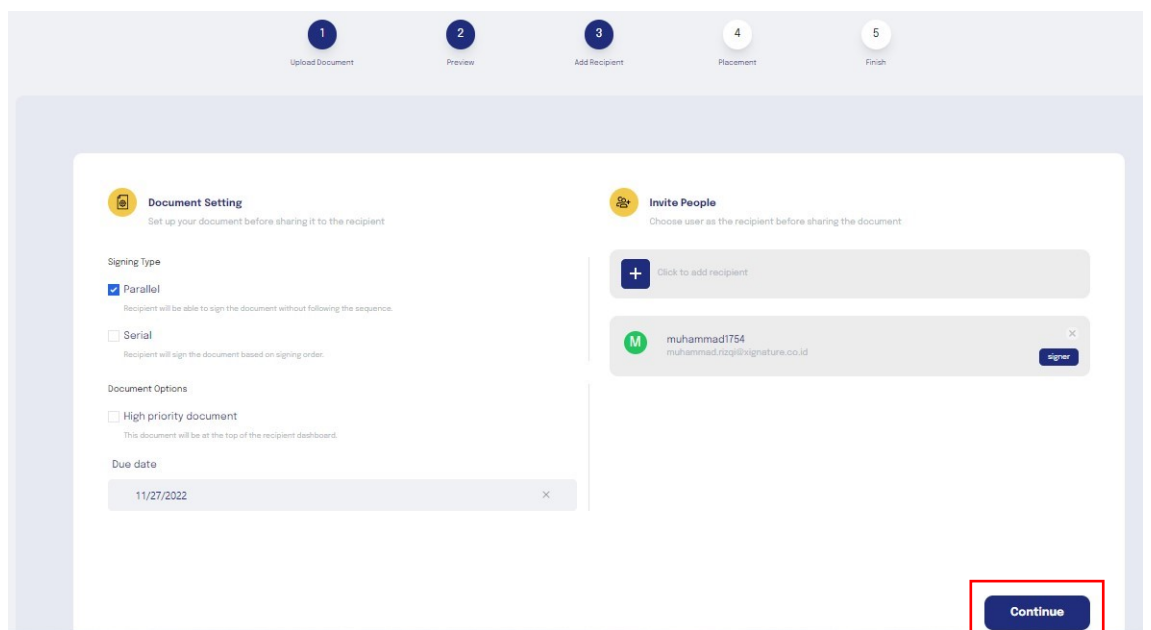 1
2
3
4
5
Upload Document
Preview
Add Recipient
Placement
Finish
Document Setting
Set up your document before sharing it to the recipient
Signing Type
Parallel
Recipient will be able to sign the document without following the sequence.
Serial
Recipient will sign the document based on signing order.
Document Options
High priority document
This document will be at the top of the recipient dashboard.
Due date
11/27/2022
Invite People
Choose user as the recipient before sharing the document
Click to add recipient
M
muhammad1754
muhammad.rizqi@signature.co.id
signer
Continue